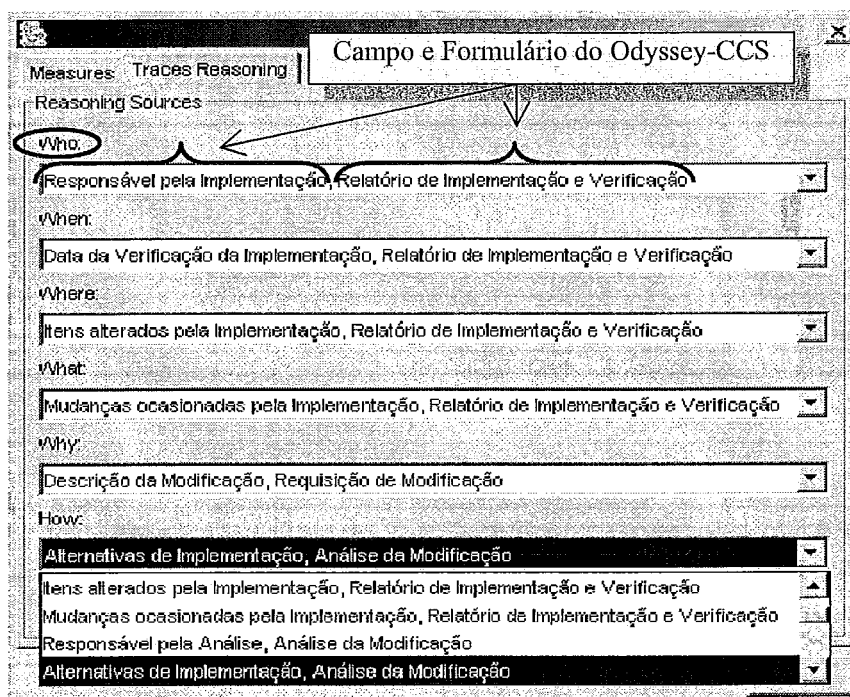 Campo e Formulário do Odyssey-CCS
Measures Traces Reasoning
Reasoning Sources
Who:
Responsável pela Implementação, Relatório de Implementação e Verificação
When:
Data da Verificação da Implementação, Relatório de Implementação e Verificação
Where:
Itens alterados pela Implementação, Relatório de Implementação e Verificação
What:
Mudanças ocasionadas pela Implementação, Relatório de Implementação e Verificação
Why:
Descrição da Modificação, Requisição de Modificação
How:
Alternativas de Implementação, Análise da Modificação
Itens alterados pela Implementação, Relatório de Implementação e Verificação
Mudanças ocasionadas pela Implementação, Relatório de Implementação e Verificação
Responsável pela Análise, Análise da Modificação
Alternativas de Implementação, Análise da Modificação